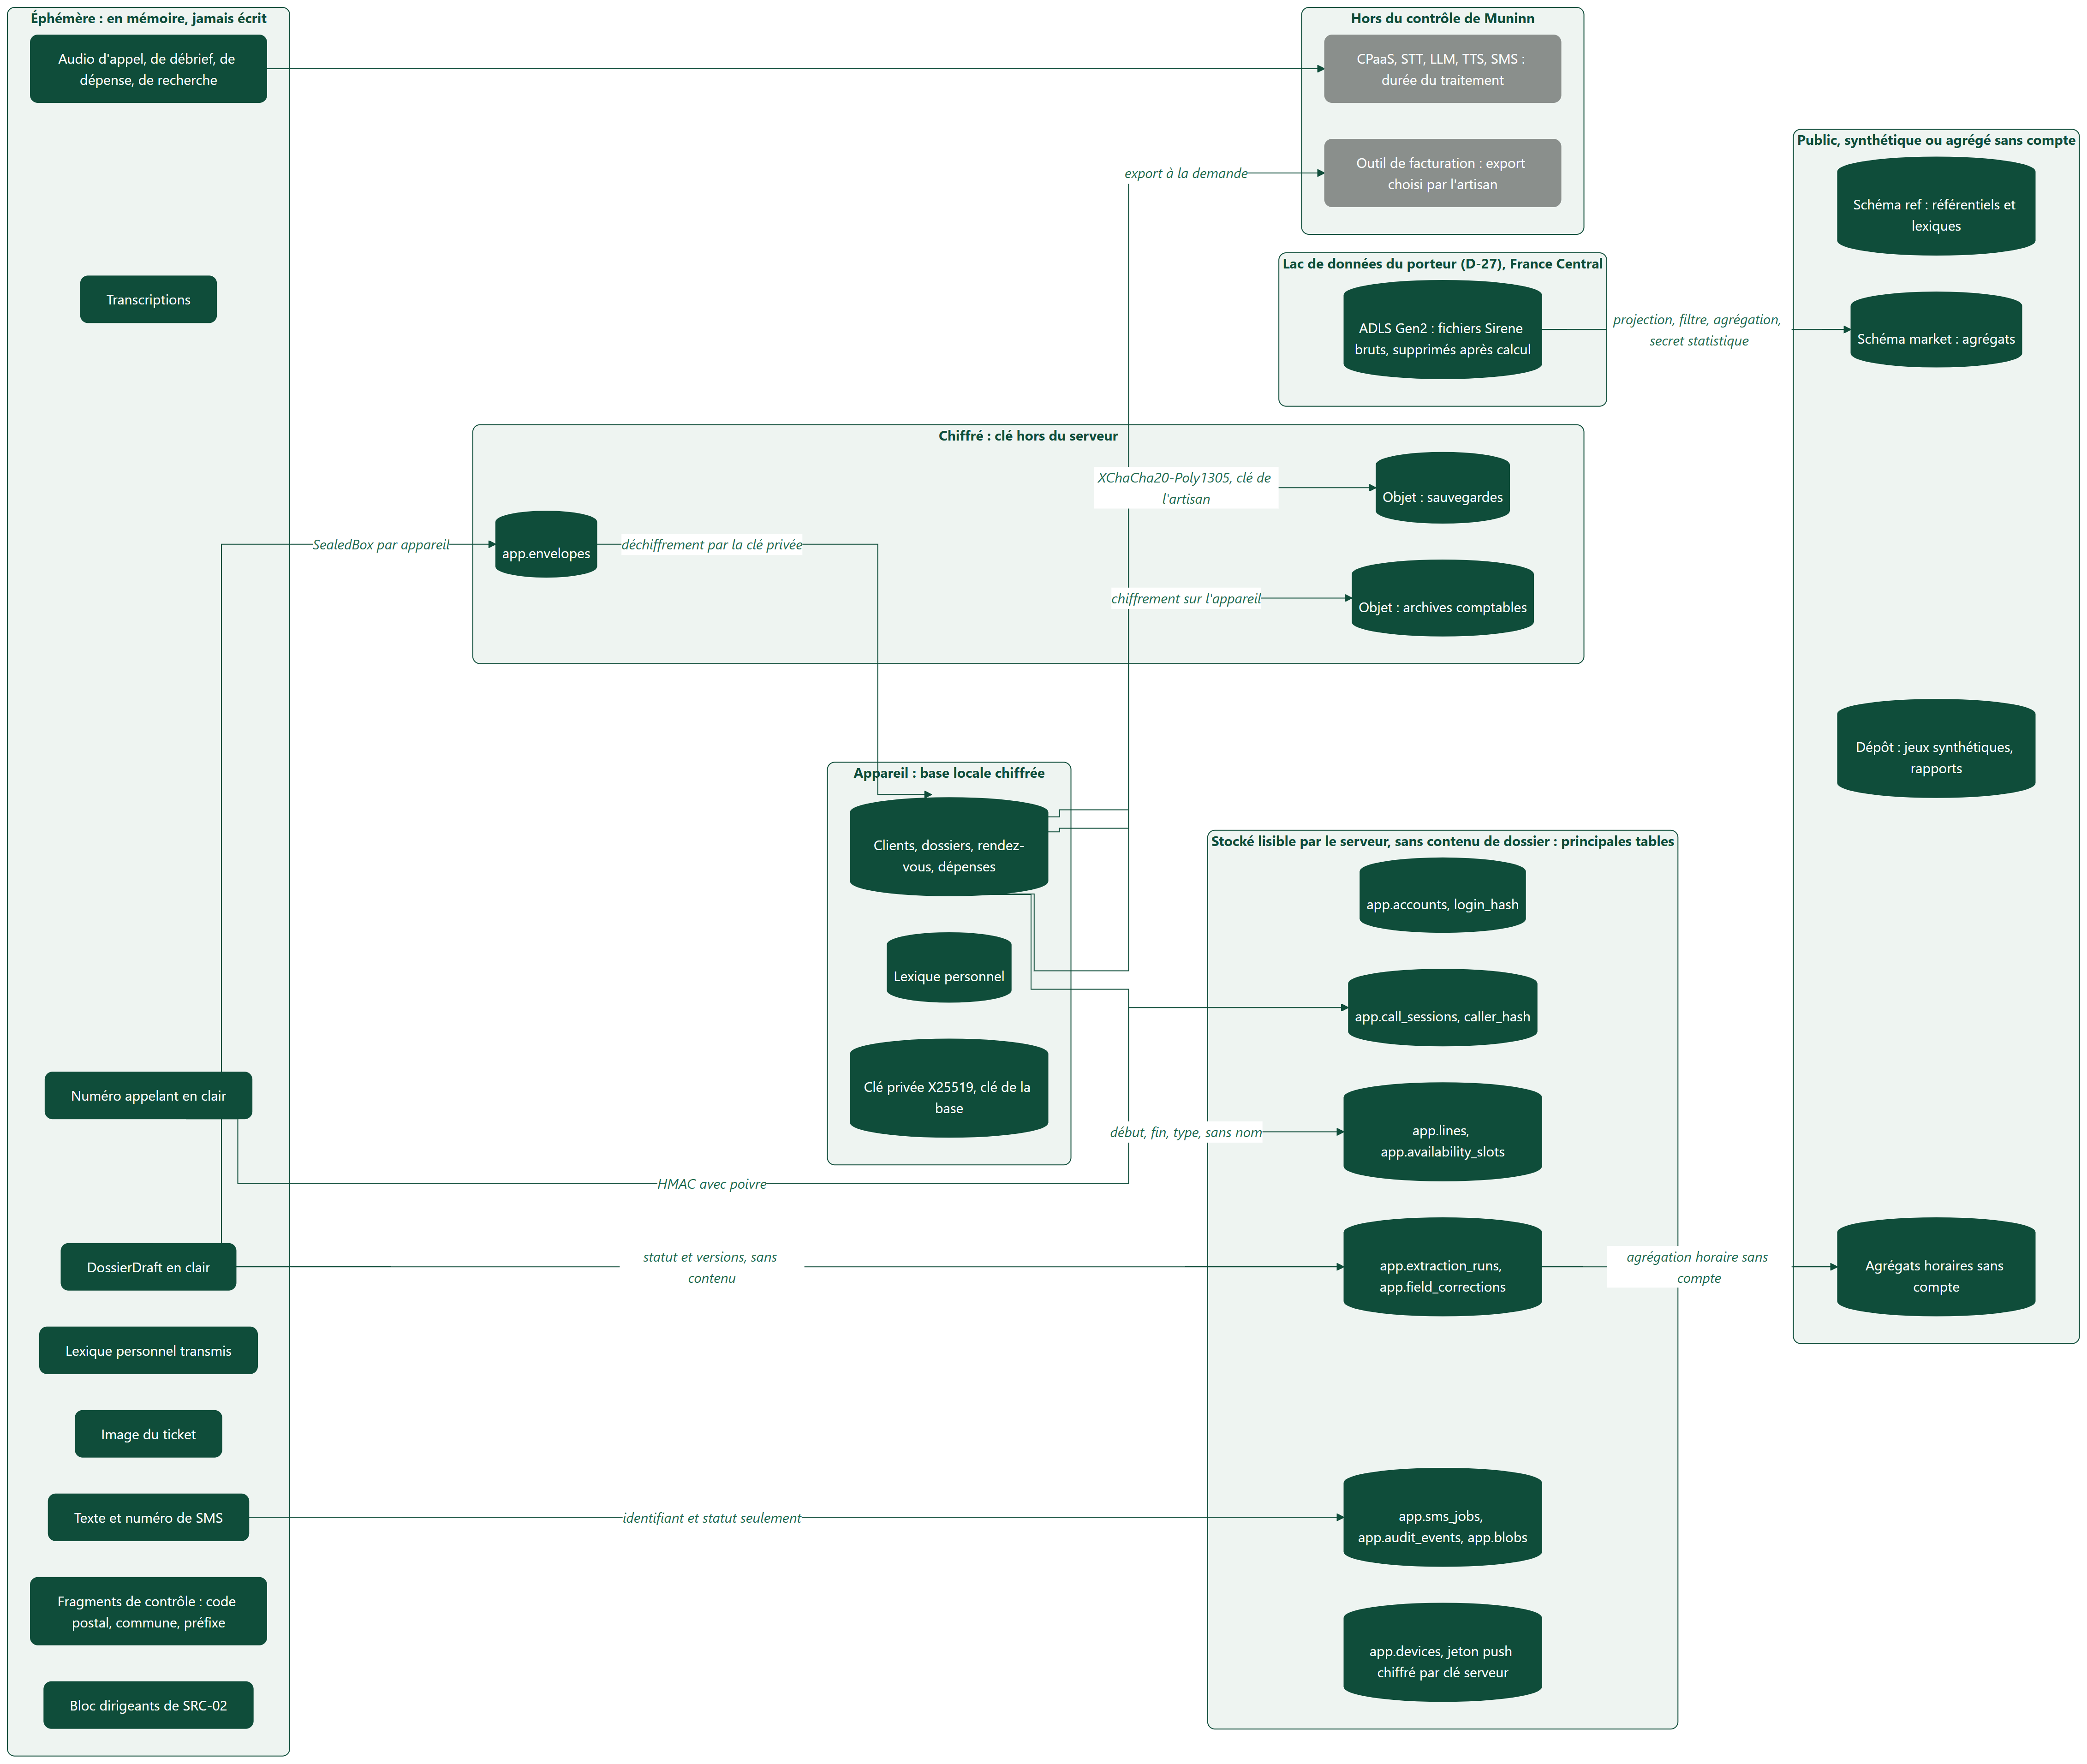 Éphémère : en mémoire, jamais écrit
Audio d'appel, de débrief, de
dépense, de recherche
Transcriptions
Numéro appelant en clair
DossierDraft en clair
Lexique personnel transmis
Image du ticket
Texte et numéro de SMS
Fragments de contrôle : code
postal, commune, préfixe
Bloc dirigeants de SRC-02
Hors du contrôle de Muninn
CPaaS, STT, LLM, TTS, SMS :
durée du traitement
export à la demande
Outil de facturation : export
choisi par l'artisan
Lac de données du porteur (D-27), France Central
ADLS Gen2 : fichiers Sirene
bruts, supprimés après calcul
projection, filtre, agrégation,
secret statistique
Public, synthétique ou agrégé sans compte
Schéma ref : référentiels et
lexiques
Schéma market : agrégats
Dépôt : jeux synthétiques,
rapports
Agrégats horaires sans
compte
Chiffré : clé hors du serveur
SealedBox par appareil
app.envelopes
déchiffrement par la clé privée
XChaCha20-Poly1305, clé de
l'artisan
Objet : sauvegardes
chiffrement sur l'appareil
Objet : archives comptables
Appareil : base locale chiffrée
Clients, dossiers, rendez-
vous, dépenses
Lexique personnel
Clé privée X25519, clé de la
base
HMAC avec poivre
statut et versions, sans
contenu
identifiant et statut seulement
début, fin, type, sans nom
Stocké lisible par le serveur, sans contenu de dossier : principales tables
app.accounts, login_hash
app.call_sessions, caller_hash
app.lines,
app.availability_slots
app.extraction_runs,
app.field_corrections
agrégation horaire sans
compte
app.sms_jobs,
app.audit_events, app.blobs
app.devices, jeton push
chiffré par clé serveur